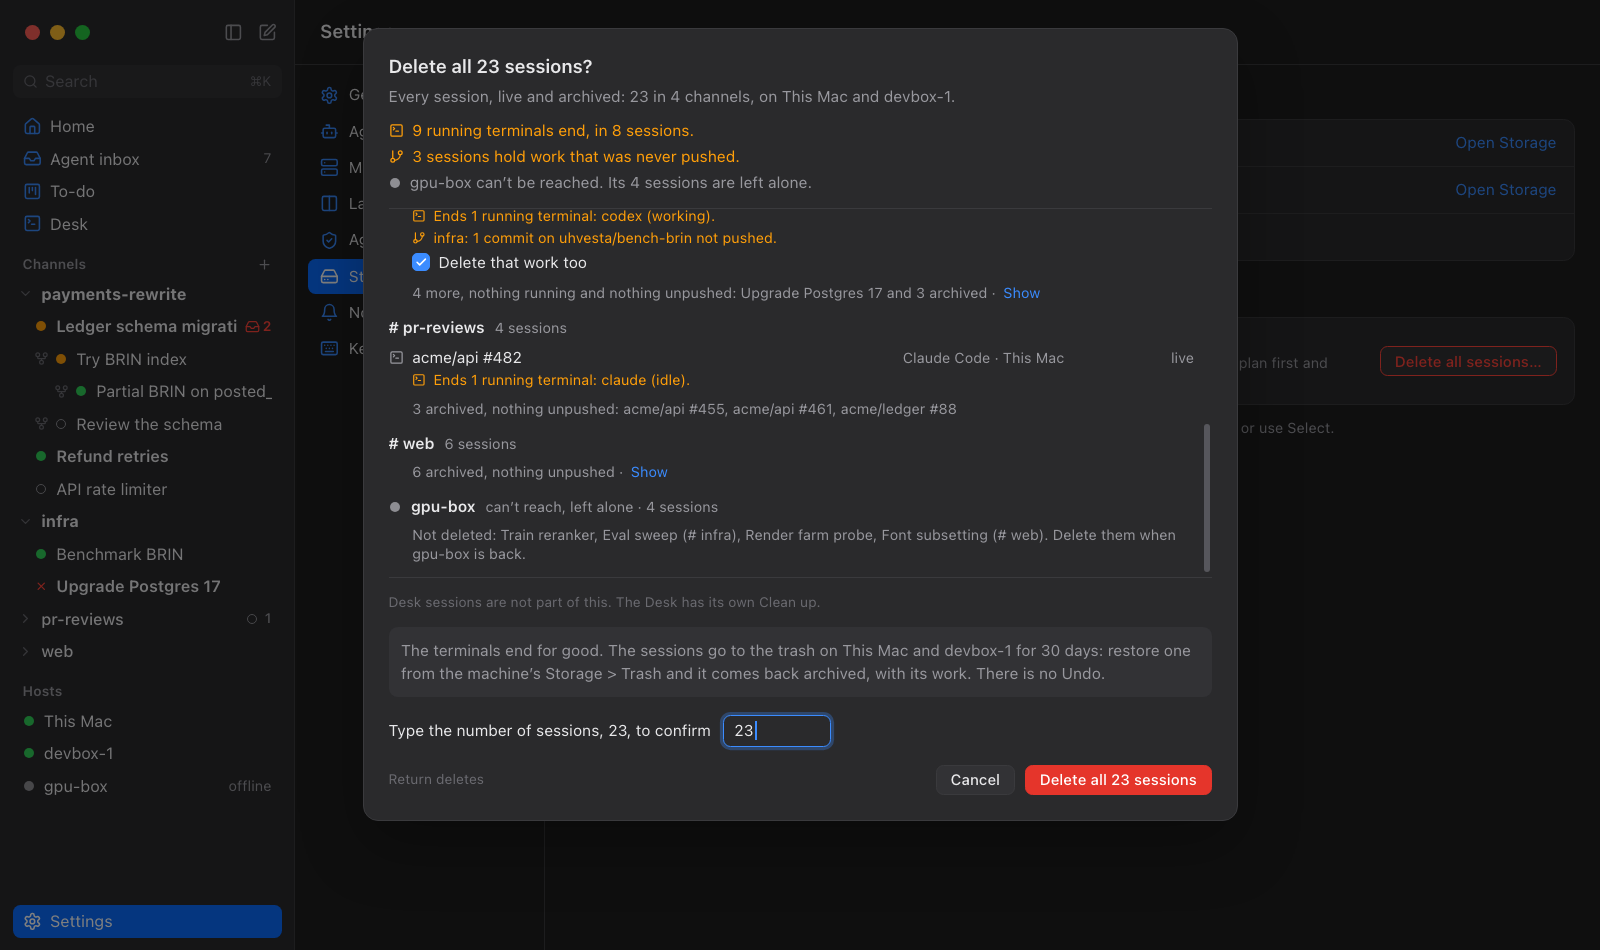 Search ⌘K
Home
Agent inbox 7
To-do
Desk
Channels
payments-rewrite
Ledger schema migrati 2
Try BRIN index
Partial BRIN on posted_
Review the schema
Refund retries
API rate limiter
infra
Benchmark BRIN
Upgrade Postgres 17
pr-reviews 1
web
Hosts
This Mac
devbox-1
gpu-box offline
Settings
Open Storage
Open Storage
plan first and
Delete all sessions...
or use Select.
Delete all 23 sessions?
Every session, live and archived: 23 in 4 channels, on This Mac and devbox-1.
9 running terminals end, in 8 sessions.
3 sessions hold work that was never pushed.
gpu-box can’t be reached. Its 4 sessions are left alone.
Ends 1 running terminal: codex (working).
infra: 1 commit on uhvesta/bench-brin not pushed.
Delete that work too
4 more, nothing running and nothing unpushed: Upgrade Postgres 17 and 3 archived · Show
# pr-reviews 4 sessions
acme/api #482 Claude Code · This Mac live
Ends 1 running terminal: claude (idle).
3 archived, nothing unpushed: acme/api #455, acme/api #461, acme/ledger #88
# web 6 sessions
6 archived, nothing unpushed · Show
gpu-box can’t reach, left alone · 4 sessions
Not deleted: Train reranker, Eval sweep (# infra), Render farm probe, Font subsetting (# web). Delete them when
gpu-box is back.
Desk sessions are not part of this. The Desk has its own Clean up.
The terminals end for good. The sessions go to the trash on This Mac and devbox-1 for 30 days: restore one
from the machine’s Storage > Trash and it comes back archived, with its work. There is no Undo.
Type the number of sessions, 23, to confirm 23
Return deletes
Cancel
Delete all 23 sessions